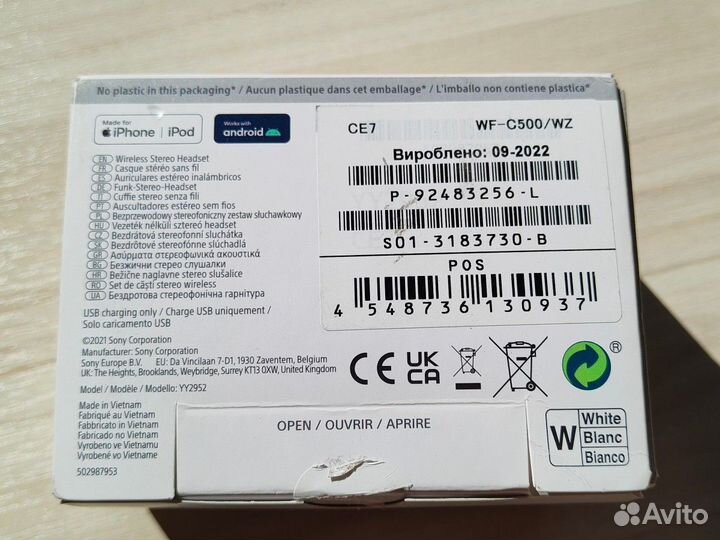 No plastic in this packaging* / Aucun plastique dans cet emballage* / L'imballo non contiene plastica*
Made for
iPhone | iPod
Works with
android
CE7 WF-C500/WZ
Вироблено: 09-2022
P-92483256-L
S01-3183730-B
POS
4 548736 130937
EN Wireless Stereo Headset
FR Casque stéréo sans fil
ES Auriculares estéreo inalámbricos
DE Funk-Stereo-Headset
IT Cuffie stereo senza fili
PT Auscultadores estéreo sem fios
PL Bezprzewodowy stereofoniczny zestaw słuchawkowy
HU Vezeték nélküli sztereó headset
CZ Bezdrátová stereofonní sluchátka
SK Bezdrôtové stereofónne slúchadlá
GR Ασύρματα στερεοφωνικά ακουστικά
BG Безжични стерео слушалки
HR Bežične naglavne stereo slušalice
RO Set de căști stereo wireless
UA Бездротова стереофонічна гарнітура
USB charging only / Charge USB uniquement /
Solo caricamento USB
©2021 Sony Corporation
Manufacturer: Sony Corporation
Sony Europe B.V. EU: Da Vincilaan 7-D1, 1930 Zaventem, Belgium
UK: The Heights, Brooklands, Weybridge, Surrey KT13 0XW, United Kingdom
Model / Modèle / Modello: YY2952
Made in Vietnam
Fabriqué au Vietnam
Fabbricato in Vietnam
Fabricado no Vietnam
Vyrobeno ve Vietnamu
Vyrobené vo Vietname
502987953
CE
UK
CA
®
OPEN / OUVRIR / APRIRE
W
White
Blanc
Bianco
Avito